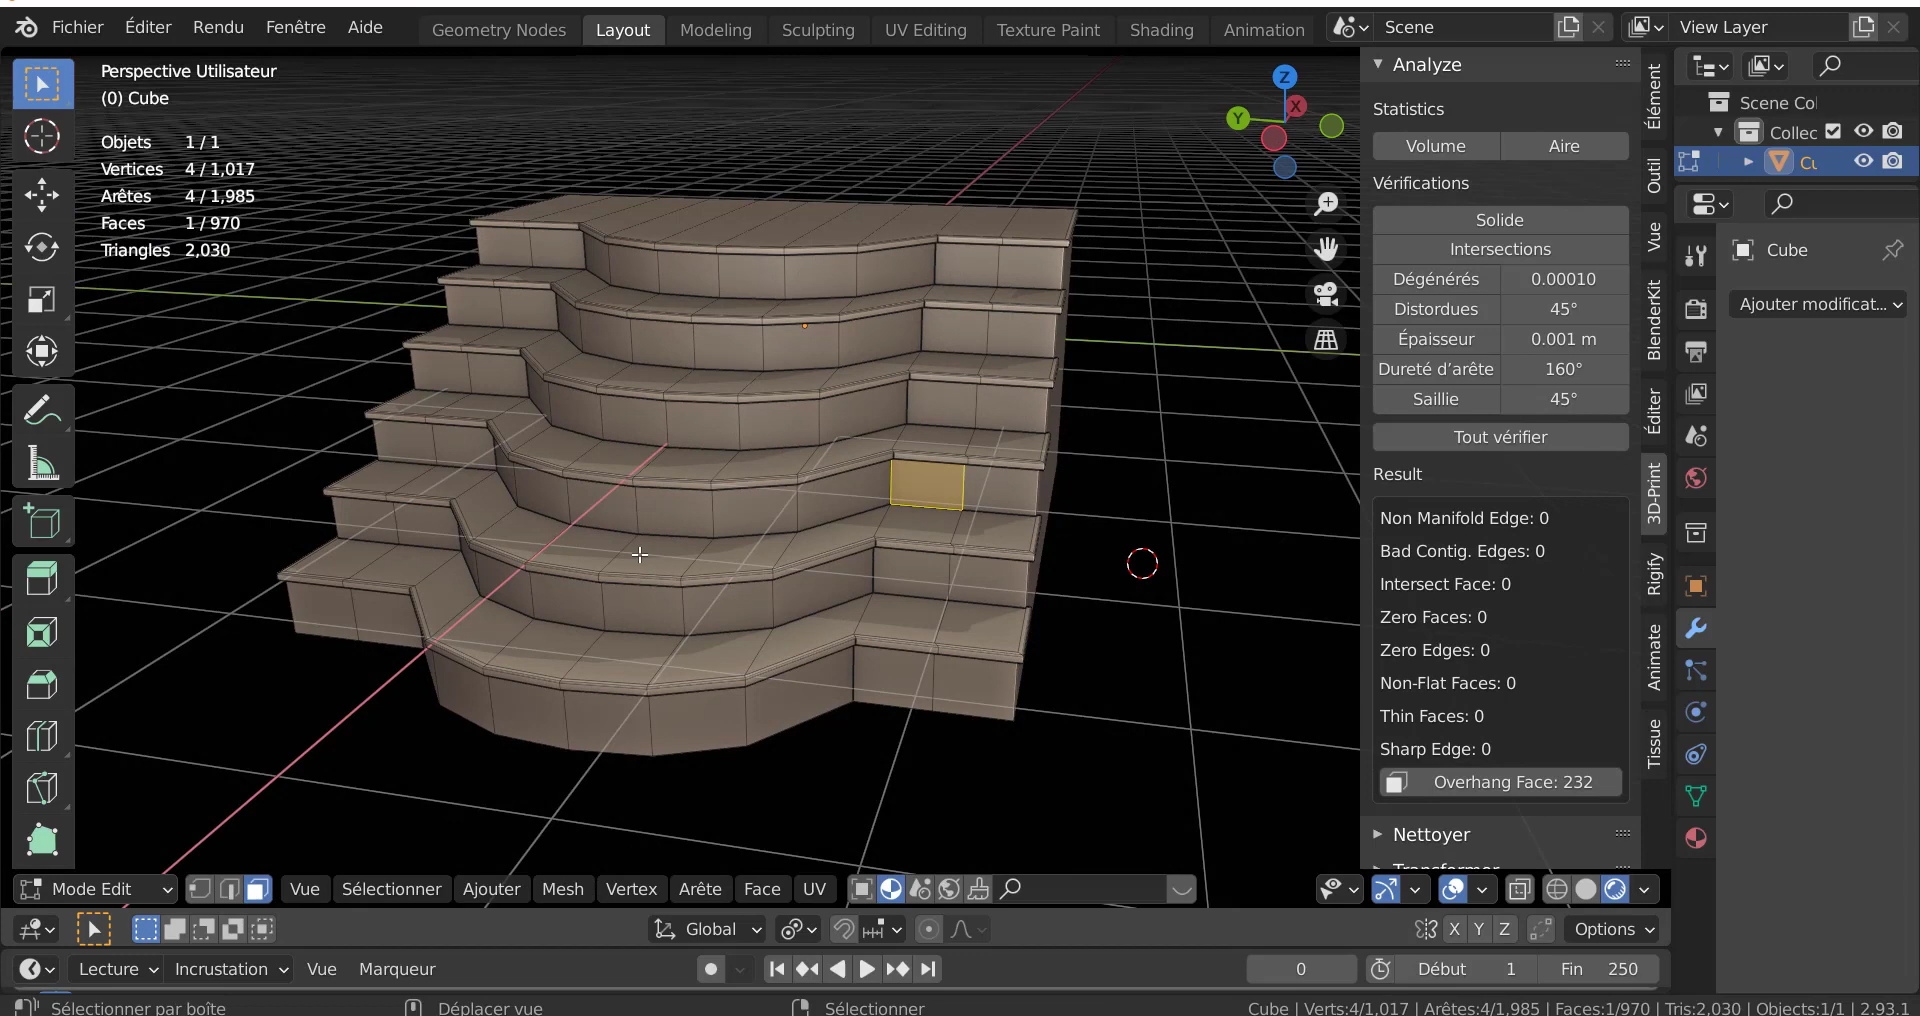 Fichier Éditer Rendu Fenêtre Aide Geometry Nodes Layout Modeling Sculpting UV Editing Texture Paint Shading Animation Scene View Layer
Perspective Utilisateur
(0) Cube
Objets 1 / 1
Vertices 4 / 1,017
Arêtes 4 / 1,985
Faces 1 / 970
Triangles 2,030
Z
X
Y
Analyze
Statistics
Volume Aire
Vérifications
Solide
Intersections
Dégénérés 0.00010
Distordues 45°
Épaisseur 0.001 m
Dureté d’arête 160°
Saillie 45°
Tout vérifier
Result
Non Manifold Edge: 0
Bad Contig. Edges: 0
Intersect Face: 0
Zero Faces: 0
Zero Edges: 0
Non-Flat Faces: 0
Thin Faces: 0
Sharp Edge: 0
Overhang Face: 232
Nettoyer
Transformer
Élément
Outil
Vue
BlenderKit
Éditer
3D-Print
Rigify
Animate
Tissue
Scene Col
Collec
Cu
Cube
Ajouter modificat...
Mode Edit Vue Sélectionner Ajouter Mesh Vertex Arête Face UV
Global X Y Z Options
Lecture Incrustation Vue Marqueur 0 Début 1 Fin 250
Sélectionner par boîte Déplacer vue Sélectionner Cube | Verts:4/1,017 | Arêtes:4/1,985 | Faces:1/970 | Tris:2,030 | Objects:1/1 | 2.93.1